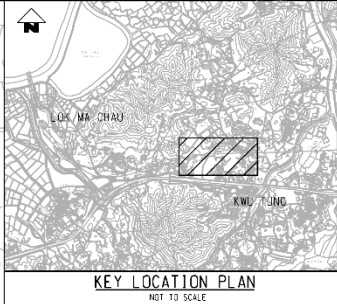 N
LOK MA CHAU
KWU TUNG
KEY LOCATION PLAN
NOT TO SCALE